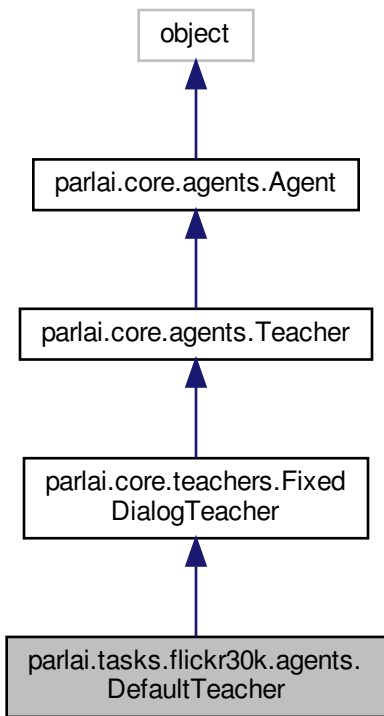 object
parlai.core.agents.Agent
parlai.core.agents.Teacher
parlai.core.teachers.Fixed
DialogTeacher
parlai.tasks.flickr30k.agents.
DefaultTeacher